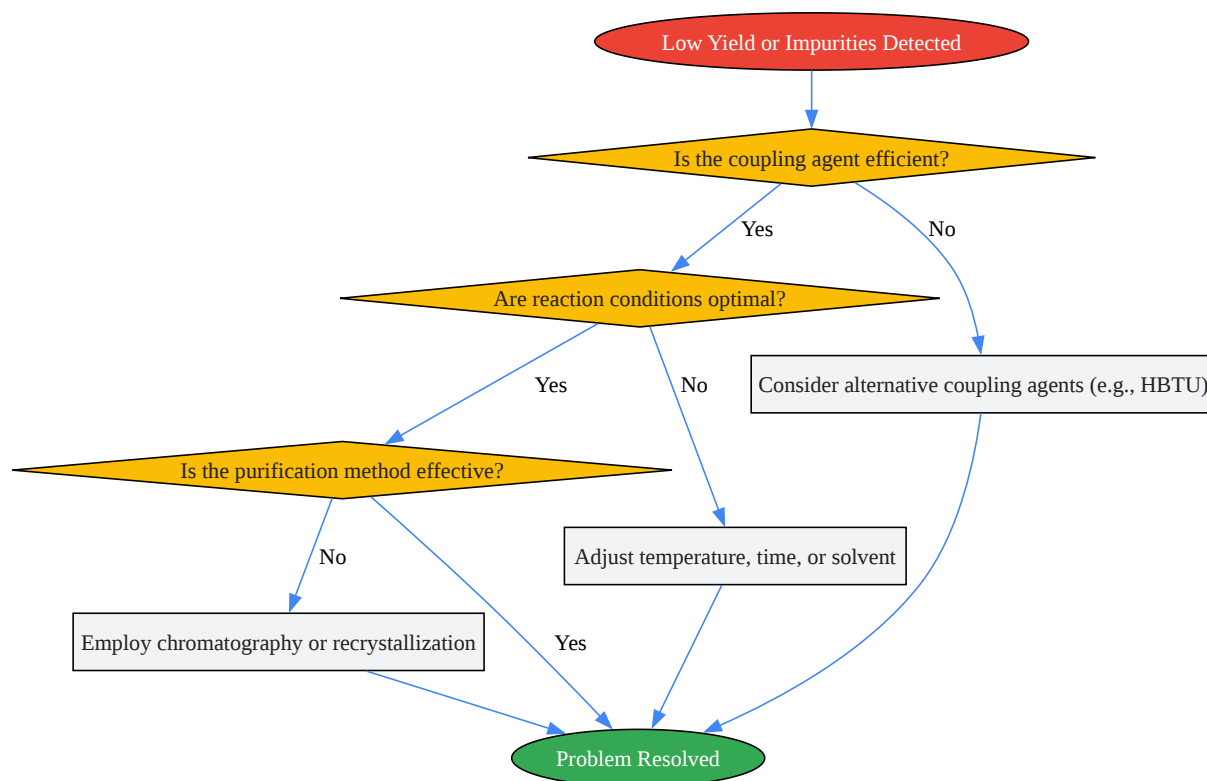 Low Yield or Impurities Detected
Is the coupling agent efficient?
Yes
No
Are reaction conditions optimal?
Yes
No
Consider alternative coupling agents (e.g., HBTU)
Is the purification method effective?
No
Adjust temperature, time, or solvent
Employ chromatography or recrystallization
Yes
Problem Resolved